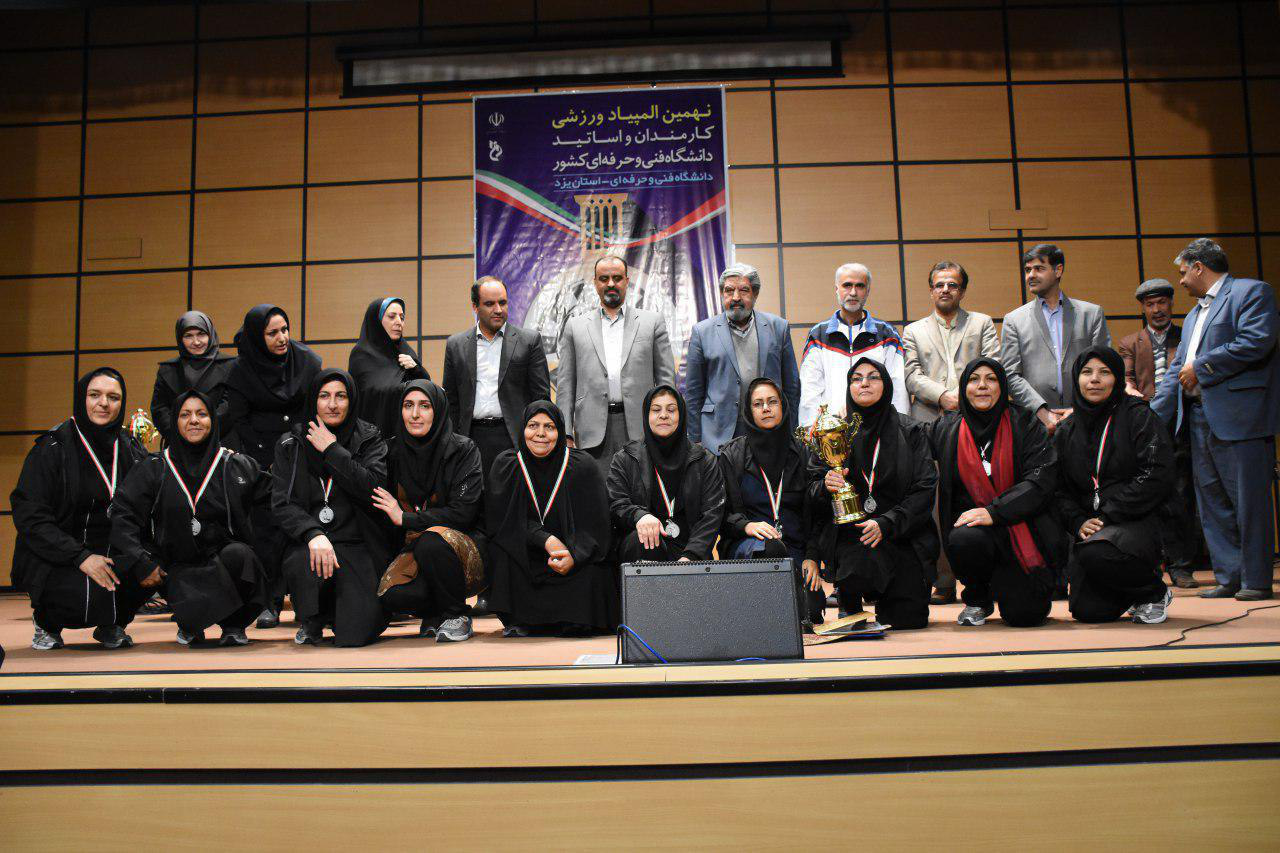 نهمین المپیاد ورزشی
کارمندان و اساتید
دانشگاه فنی و حرفه ای کشور
دانشگاه فنی و حرفه ای - استان یزد